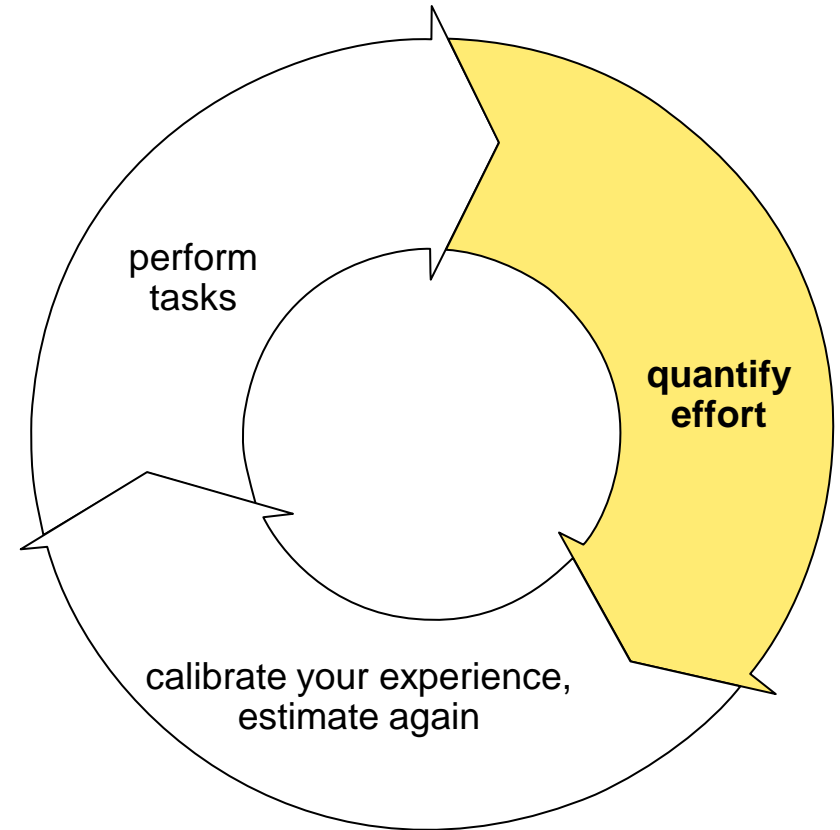 perform
tasks
quantify
effort
calibrate your experience,
estimate again